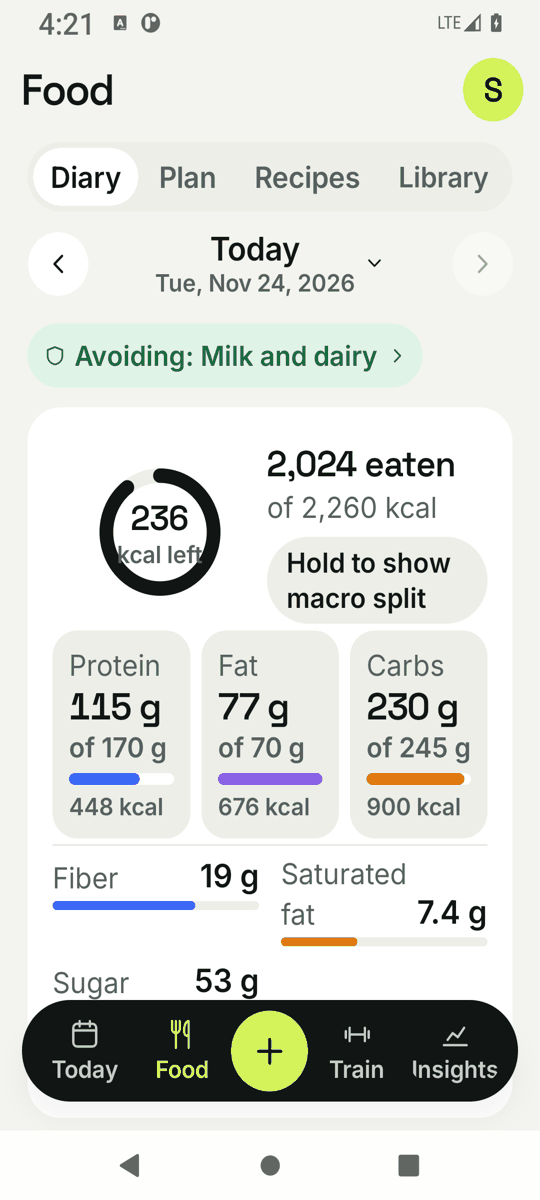 4:21
LTE
Food
S
Diary
Plan
Recipes
Library
Today
Tue, Nov 24, 2026
Avoiding: Milk and dairy
236
kcal left
2,024 eaten
of 2,260 kcal
Hold to show
macro split
Protein
115 g
of 170 g
448 kcal
Fat
77 g
of 70 g
676 kcal
Carbs
230 g
of 245 g
900 kcal
Fiber
19 g
Saturated
fat
7.4 g
Sugar
53 g
Today
Food
Train
Insights